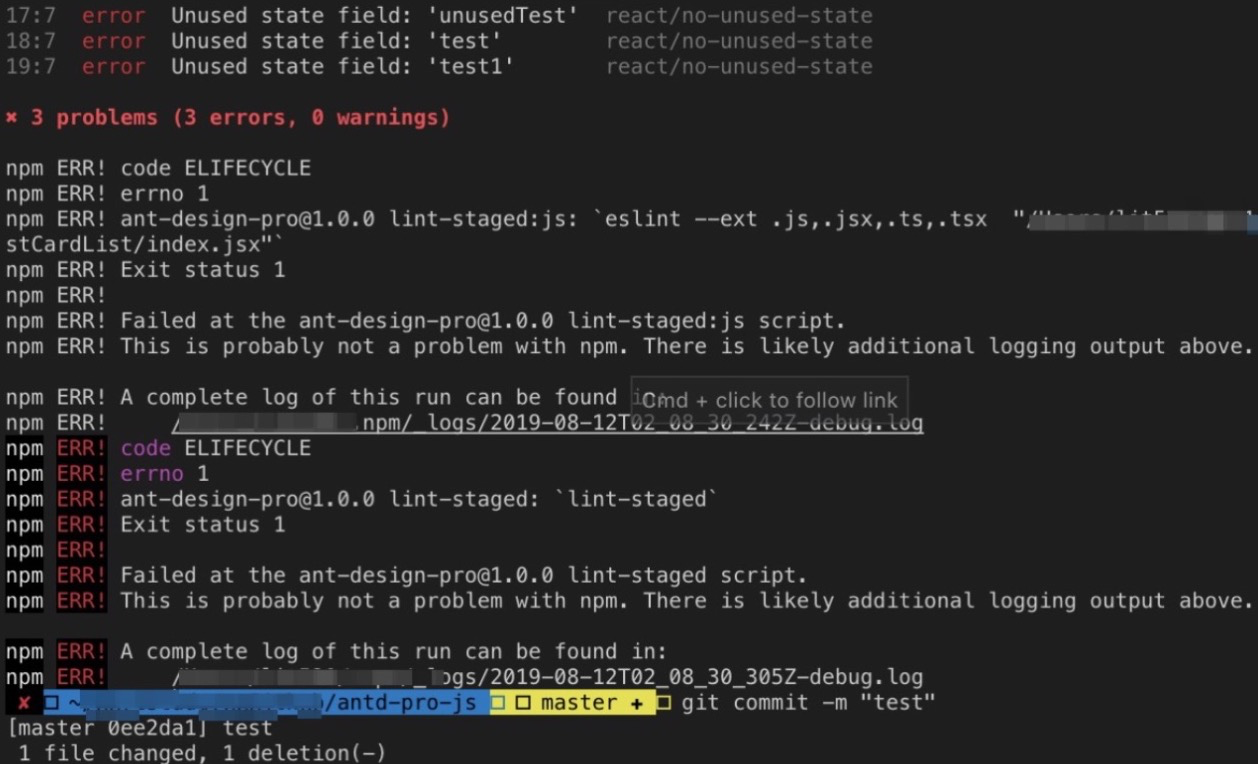 17:7  error  Unused state field: 'unusedTest'  react/no-unused-state
18:7  error  Unused state field: 'test'        react/no-unused-state
19:7  error  Unused state field: 'test1'       react/no-unused-state
✖ 3 problems (3 errors, 0 warnings)
npm ERR! code ELIFECYCLE
npm ERR! errno 1
npm ERR! ant-design-pro@1.0.0 lint-staged:js: `eslint --ext .js,.jsx,.ts,.tsx  "/
stCardList/index.jsx"`
npm ERR! Exit status 1
npm ERR!
npm ERR! Failed at the ant-design-pro@1.0.0 lint-staged:js script.
npm ERR! This is probably not a problem with npm. There is likely additional logging output above.
npm ERR! A complete log of this run can be found in:
Cmd + click to follow link
npm ERR!     / .npm/_logs/2019-08-12T02_08_30_242Z-debug.log
npm ERR! code ELIFECYCLE
npm ERR! errno 1
npm ERR! ant-design-pro@1.0.0 lint-staged: `lint-staged`
npm ERR! Exit status 1
npm ERR!
npm ERR! Failed at the ant-design-pro@1.0.0 lint-staged script.
npm ERR! This is probably not a problem with npm. There is likely additional logging output above.
npm ERR! A complete log of this run can be found in:
npm ERR!     / ogs/2019-08-12T02_08_30_305Z-debug.log
✘ ~ /antd-pro-js master + git commit -m "test"
[master 0ee2da1] test
1 file changed, 1 deletion(-)